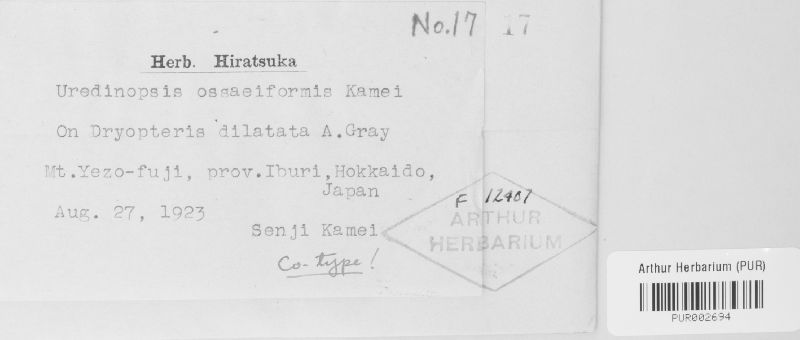 No.17 17
Herb. Hiratsuka
Uredinopsis ossaeiformis Kamei
On Dryopteris dilatata A.Gray
Mt.Yezo-fuji, prov.Iburi,Hokkaido,
Japan
Aug. 27, 1923
Senji Kamei
Co-type!
F 12407
ARTHUR
HERBARIUM
Arthur Herbarium (PUR)
PUR002694